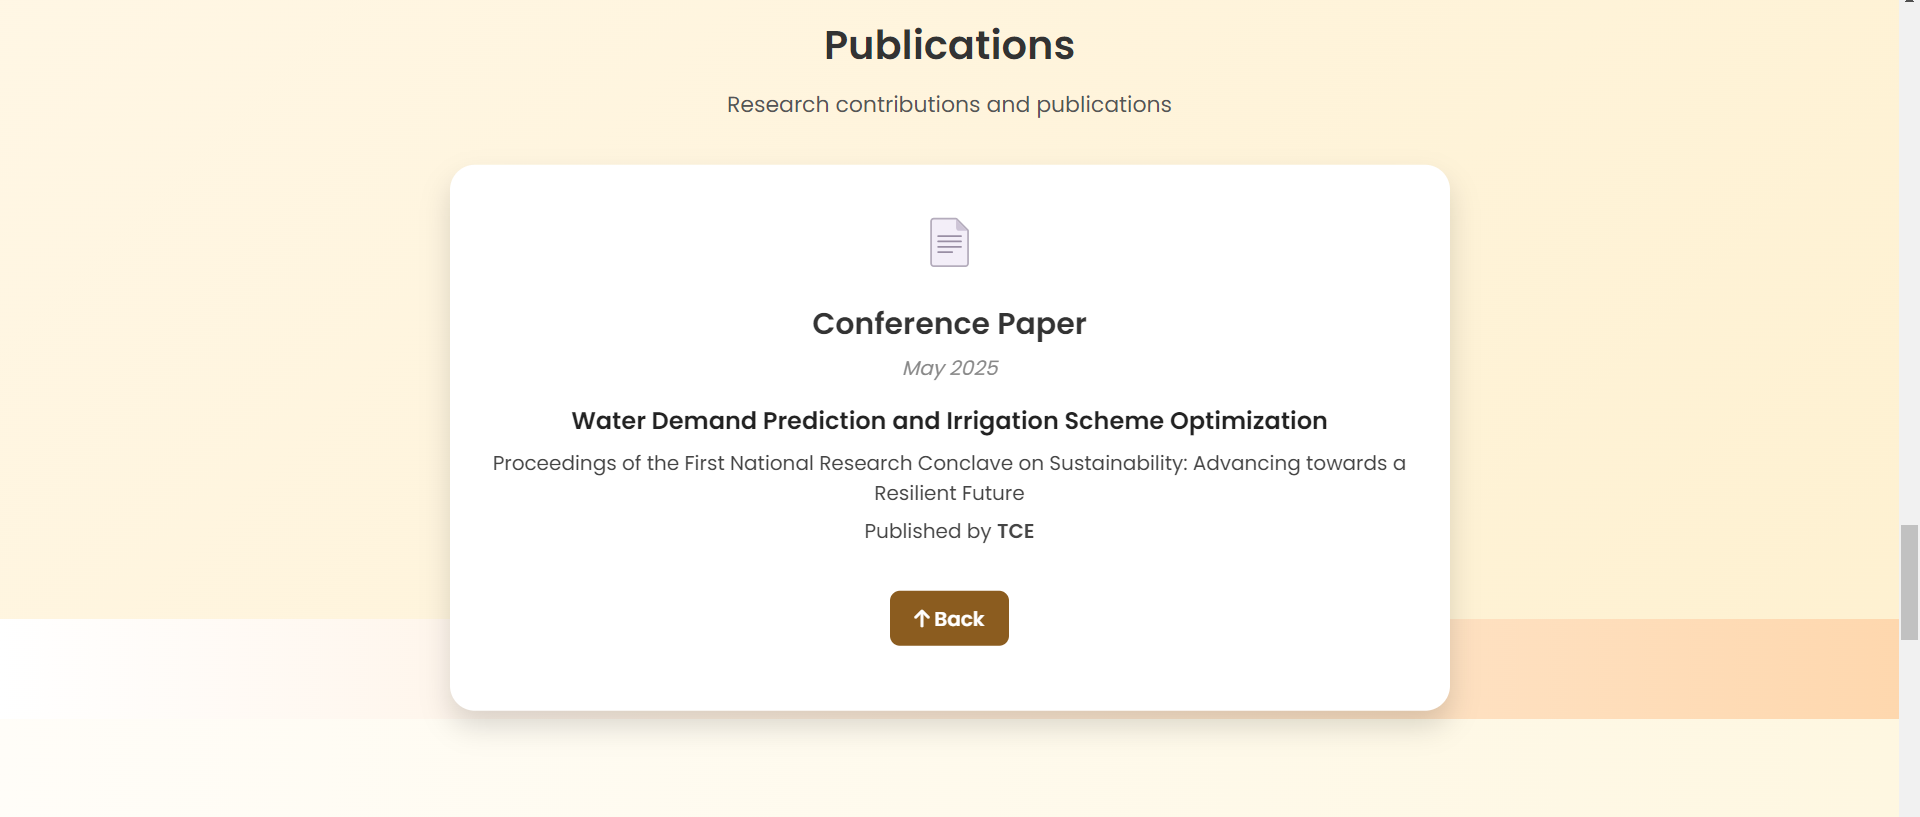 Publications
Research contributions and publications
Conference Paper
May 2025
Water Demand Prediction and Irrigation Scheme Optimization
Proceedings of the First National Research Conclave on Sustainability: Advancing towards a
Resilient Future
Published by TCE
↑ Back